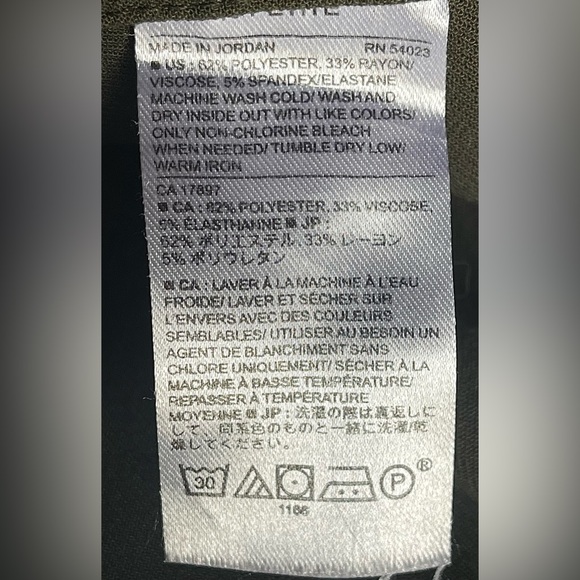 PETITE
MADE IN JORDAN RN 54023
US : 62% POLYESTER, 33% RAYON/
VISCOSE, 5% SPANDEX/ELASTANE
MACHINE WASH COLD/ WASH AND
DRY INSIDE OUT WITH LIKE COLORS/
ONLY NON-CHLORINE BLEACH
WHEN NEEDED/ TUMBLE DRY LOW/
WARM IRON
CA 17897
CA : 62% POLYESTER, 33% VISCOSE,
5% ÉLASTHANNE JP :
62% ポリエステル, 33% レーヨン
5% ポリウレタン
CA : LAVER À LA MACHINE À L'EAU
FROIDE/ LAVER ET SÉCHER SUR
L'ENVERS AVEC DES COULEURS
SEMBLABLES/ UTILISER AU BESOIN UN
AGENT DE BLANCHIMENT SANS
CHLORE UNIQUEMENT/ SÉCHER À LA
MACHINE À BASSE TEMPÉRATURE/
REPASSER À TEMPÉRATURE
MOYENNE JP : 洗濯の際は裏返しに
して、同系色のものと一緒に洗濯/乾
燥してください。
30 P ®
1166